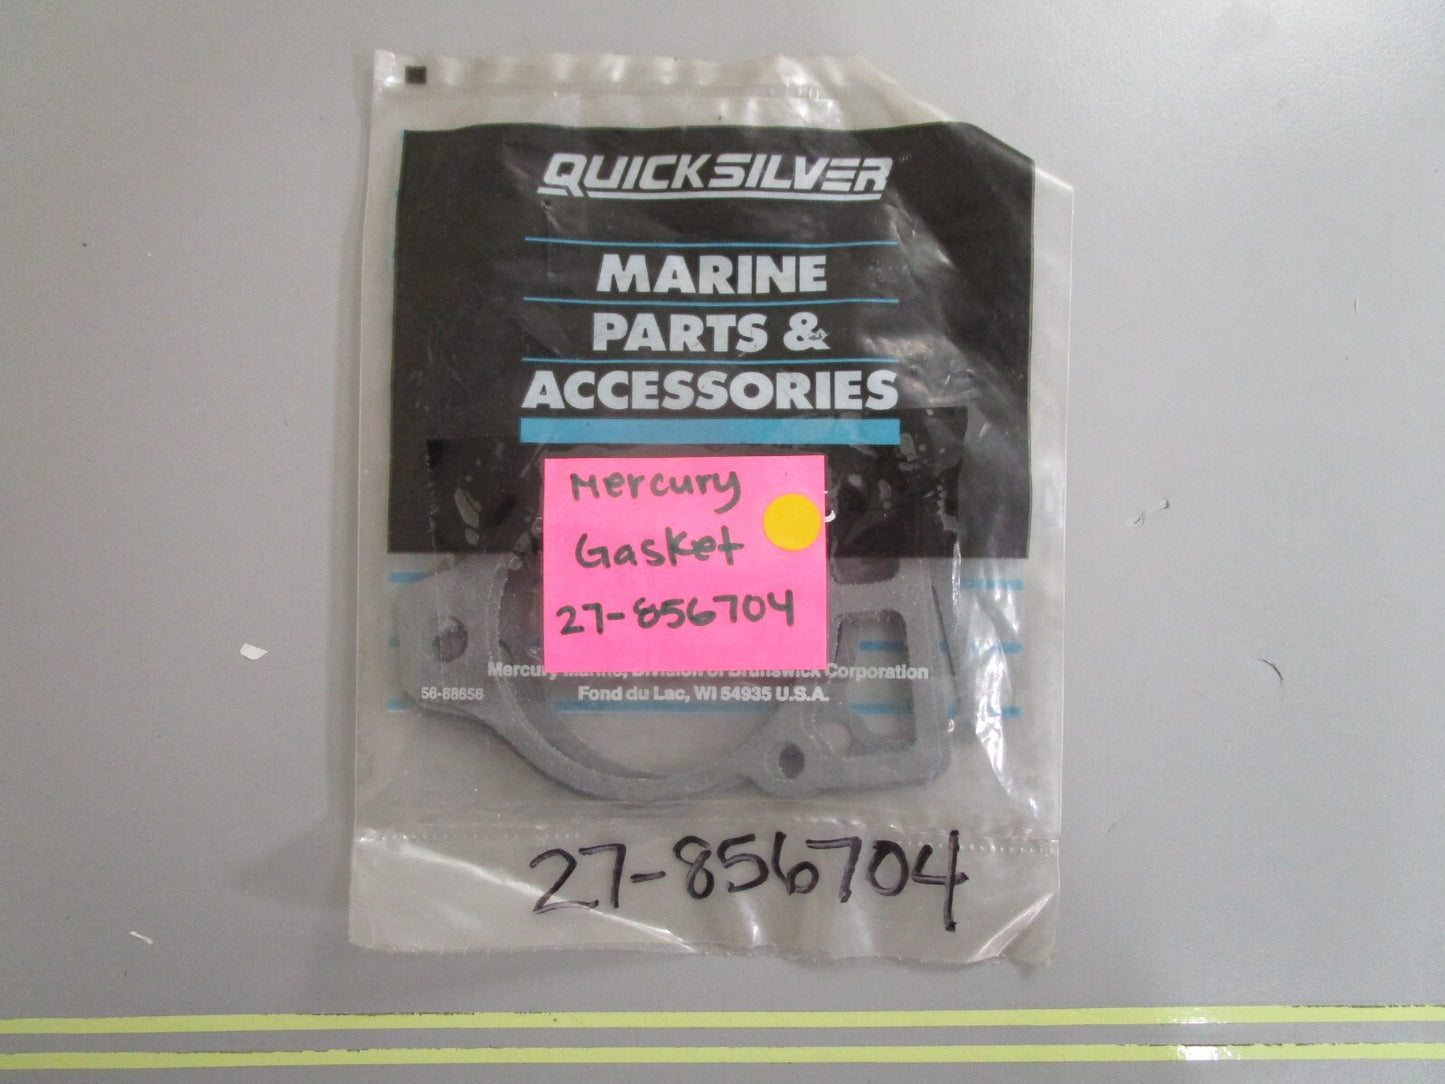 QUICKSILVER
MARINE
PARTS &
ACCESSORIES
Mercury
Gasket
27-856704
Mercury Marine, Division of Brunswick Corporation
56-68656 Fond du Lac, WI 54935 U.S.A.
27-856704